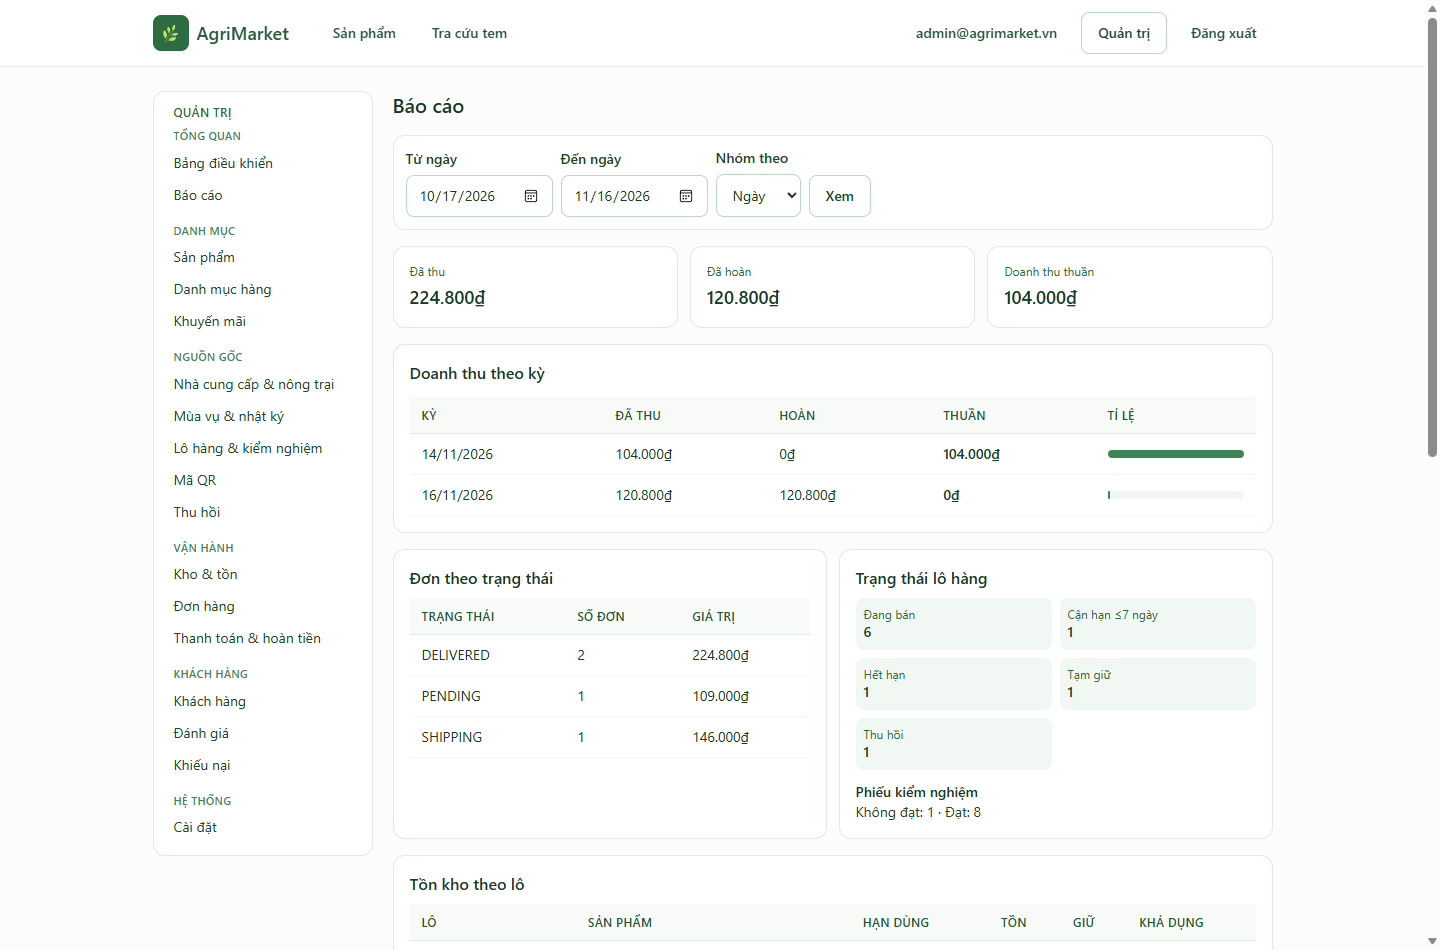 AgriMarket
Sản phẩm
Tra cứu tem
admin@agrimarket.vn
Quản trị
Đăng xuất
QUẢN TRỊ
TỔNG QUAN
Bảng điều khiển
Báo cáo
DANH MỤC
Sản phẩm
Danh mục hàng
Khuyến mãi
NGUỒN GỐC
Nhà cung cấp & nông trại
Mùa vụ & nhật ký
Lô hàng & kiểm nghiệm
Mã QR
Thu hồi
VẬN HÀNH
Kho & tồn
Đơn hàng
Thanh toán & hoàn tiền
KHÁCH HÀNG
Khách hàng
Đánh giá
Khiếu nại
HỆ THỐNG
Cài đặt
Báo cáo
Từ ngày Đến ngày Nhóm theo
10/17/2026 11/16/2026 Ngày Xem
Đã thu
224.800₫
Đã hoàn
120.800₫
Doanh thu thuần
104.000₫
Doanh thu theo kỳ
KỲ ĐÃ THU HOÀN THUẦN TỈ LỆ
14/11/2026 104.000₫ 0₫ 104.000₫
16/11/2026 120.800₫ 120.800₫ 0₫
Đơn theo trạng thái
TRẠNG THÁI SỐ ĐƠN GIÁ TRỊ
DELIVERED 2 224.800₫
PENDING 1 109.000₫
SHIPPING 1 146.000₫
Trạng thái lô hàng
Đang bán
6
Cận hạn ≤7 ngày
1
Hết hạn
1
Tạm giữ
1
Thu hồi
1
Phiếu kiểm nghiệm
Không đạt: 1 · Đạt: 8
Tồn kho theo lô
LÔ SẢN PHẨM HẠN DÙNG TỒN GIỮ KHẢ DỤNG